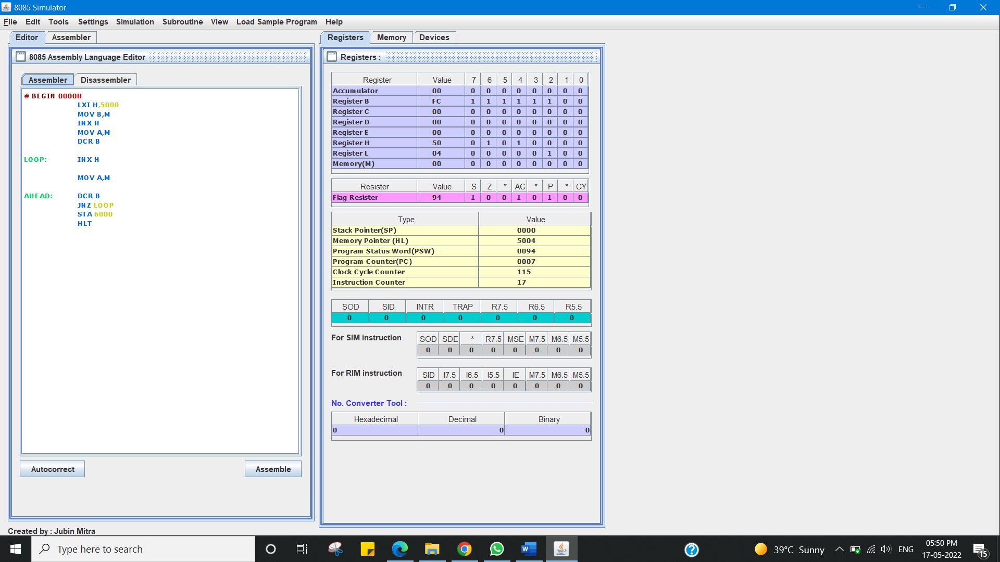 8085 Simulator
File Edit Tools Settings Simulation Subroutine View Load Sample Program Help
Editor Assembler
8085 Assembly Language Editor
Assembler Disassembler
# BEGIN 0000H
LXI H,5000
MOV B,M
INX H
MOV A,M
DCR B
LOOP: INX H
MOV A,M
AHEAD: DCR B
JNZ LOOP
STA 6000
HLT
Autocorrect Assemble
Created by : Jubin Mitra
Registers Memory Devices
Registers :
Register Value 7 6 5 4 3 2 1 0
Accumulator 00 0 0 0 0 0 0 0 0
Register B FC 1 1 1 1 1 1 0 0
Register C 00 0 0 0 0 0 0 0 0
Register D 00 0 0 0 0 0 0 0 0
Register E 00 0 0 0 0 0 0 0 0
Register H 50 0 1 0 1 0 0 0 0
Register L 04 0 0 0 0 0 1 0 0
Memory(M) 00 0 0 0 0 0 0 0 0
Resister Value S Z * AC * P * CY
Flag Resister 94 1 0 0 1 0 1 0 0
Type Value
Stack Pointer(SP) 0000
Memory Pointer (HL) 5004
Program Status Word(PSW) 0094
Program Counter(PC) 0007
Clock Cycle Counter 115
Instruction Counter 17
SOD SID INTR TRAP R7.5 R6.5 R5.5
0 0 0 0 0 0 0
For SIM instruction
SOD SDE * R7.5 MSE M7.5 M6.5 M5.5
0 0 0 0 0 0 0 0
For RIM instruction
SID I7.5 I6.5 I5.5 IE M7.5 M6.5 M5.5
0 0 0 0 0 0 0 0
No. Converter Tool :
Hexadecimal Decimal Binary
0 0 0
Type here to search
39°C Sunny
ENG
05:50 PM
17-05-2022
15